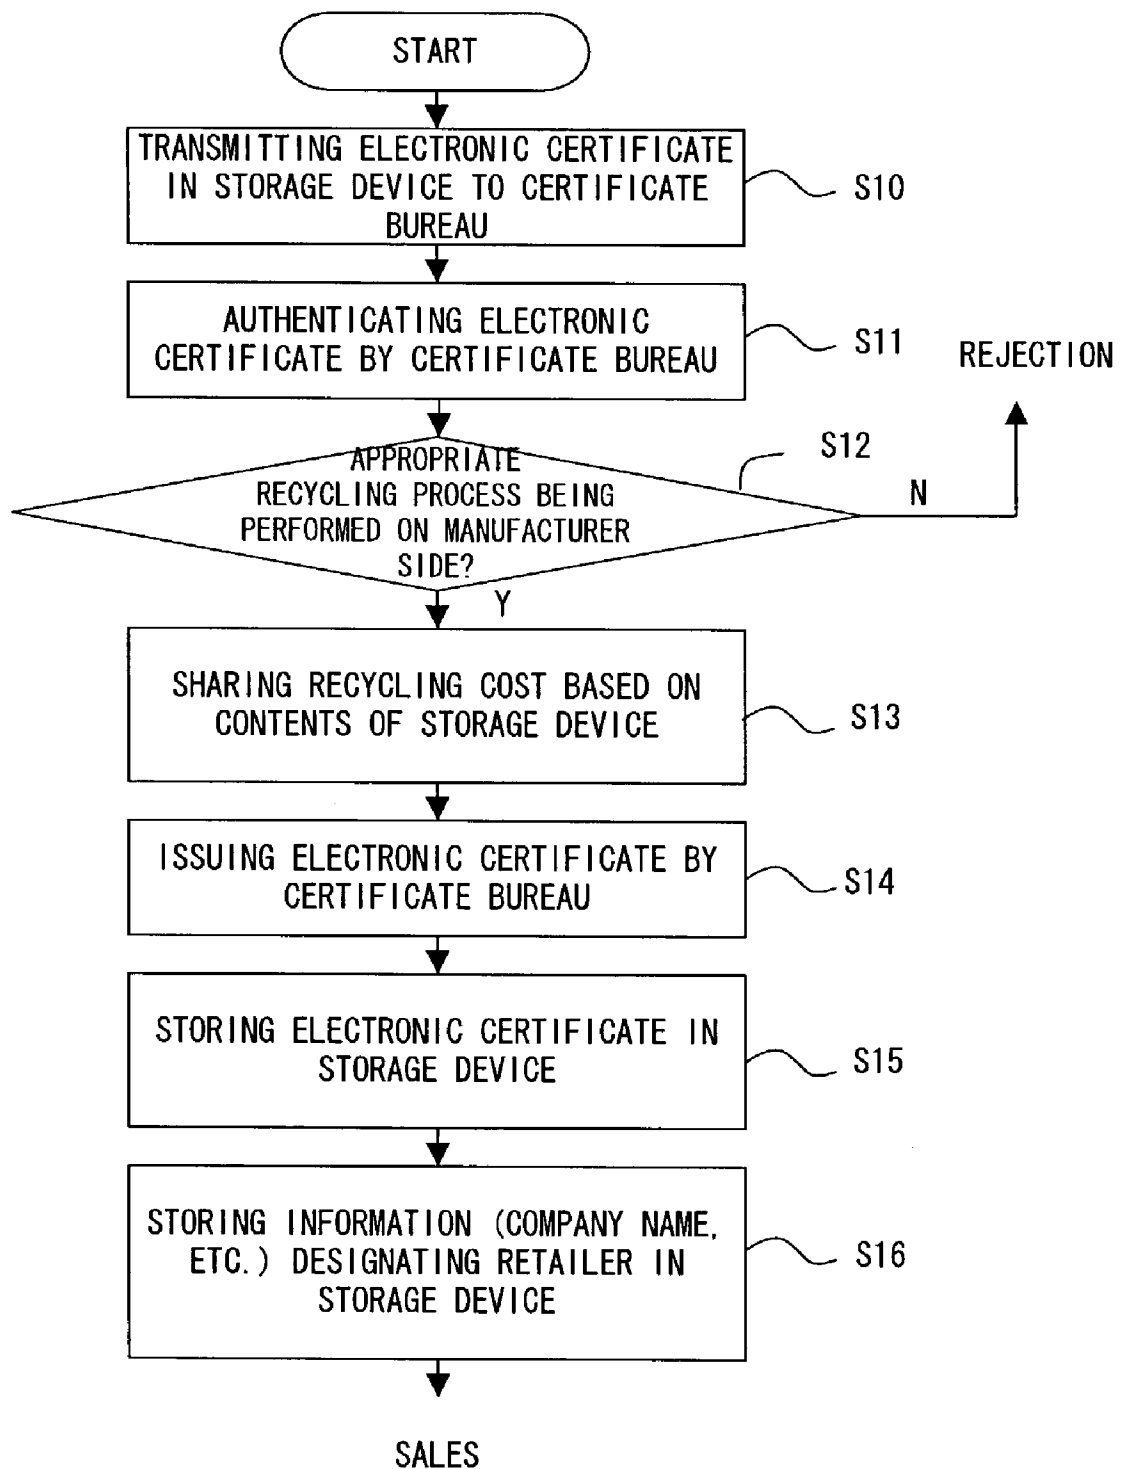 START
TRANSMITTING ELECTRONIC CERTIFICATE
IN STORAGE DEVICE TO CERTIFICATE
BUREAU
S10
AUTHENTICATING ELECTRONIC
CERTIFICATE BY CERTIFICATE BUREAU
S11
REJECTION
S12
APPROPRIATE
RECYCLING PROCESS BEING
PERFORMED ON MANUFACTURER
SIDE?
N
Y
SHARING RECYCLING COST BASED ON
CONTENTS OF STORAGE DEVICE
S13
ISSUING ELECTRONIC CERTIFICATE BY
CERTIFICATE BUREAU
S14
STORING ELECTRONIC CERTIFICATE IN
STORAGE DEVICE
S15
STORING INFORMATION (COMPANY NAME,
ETC.) DESIGNATING RETAILER IN
STORAGE DEVICE
S16
SALES